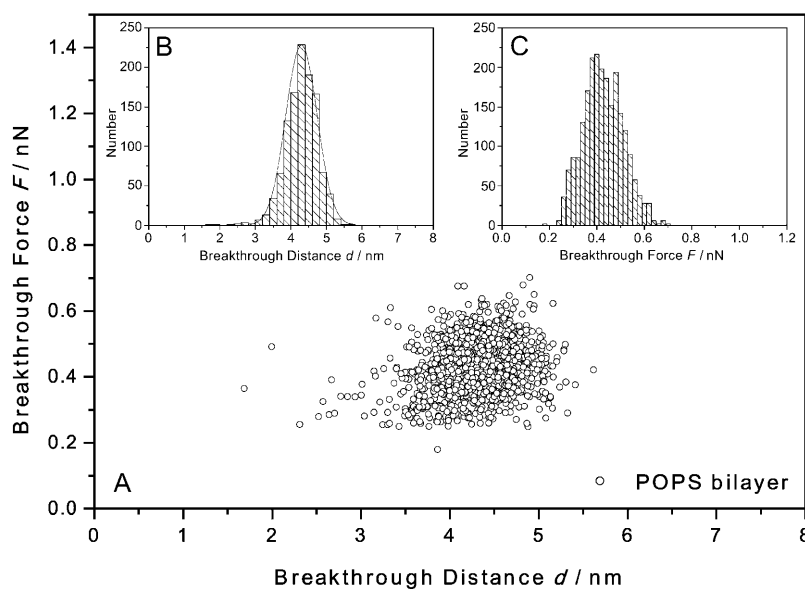 Breakthrough Force F / nN
1.4
1.2
1.0
0.8
0.6
0.4
0.2
0.0
B
Number
250
200
150
100
50
0
0 1 2 3 4 5 6 7 8
Breakthrough Distance d / nm
C
Number
250
200
150
100
50
0
0.0 0.2 0.4 0.6 0.8 1.0 1.2
Breakthrough Force F / nN
A
POPS bilayer
0 1 2 3 4 5 6 7 8
Breakthrough Distance d / nm